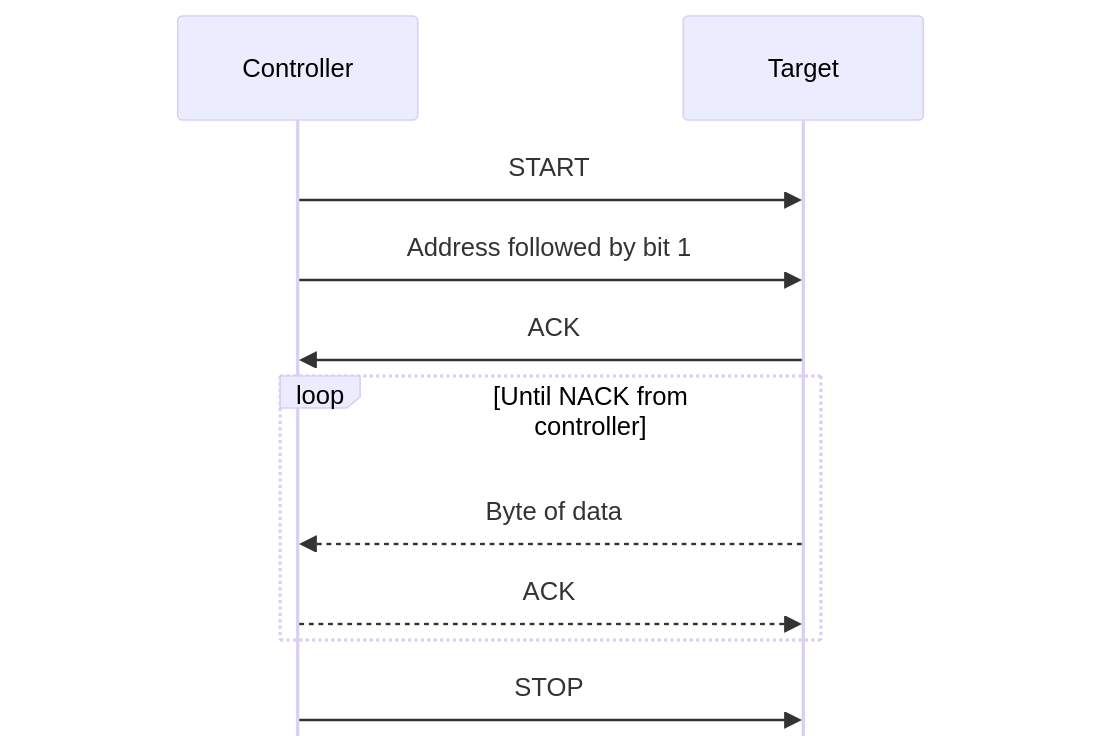 Controller
Target
START
Address followed by bit 1
ACK
loop
[Until NACK from
controller]
Byte of data
ACK
STOP